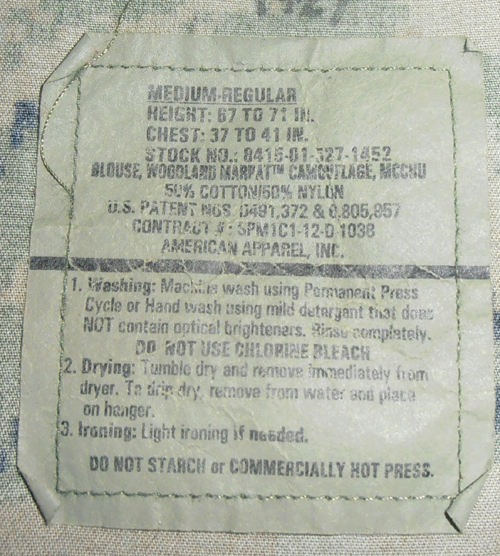 MEDIUM-REGULAR
HEIGHT: 67 TO 71 IN.
CHEST: 37 TO 41 IN.
STOCK NO.: 8415-01-527-1452
BLOUSE, WOODLAND MARPAT™ CAMOUFLAGE, MCCUU
50% COTTON/50% NYLON
U.S. PATENT NOS D491,372 & 6,805,957
CONTRACT #: SPM1C1-12-D 1038
AMERICAN APPAREL, INC.
1. Washing: Machine wash using Permanent Press
Cycle or Hand wash using mild detergent that does
NOT contain optical brighteners. Rinse completely.
DO NOT USE CHLORINE BLEACH
2. Drying: Tumble dry and remove immediately from
dryer. To drip dry, remove from water and place
on hanger.
3. Ironing: Light ironing if needed.
DO NOT STARCH or COMMERCIALLY HOT PRESS.